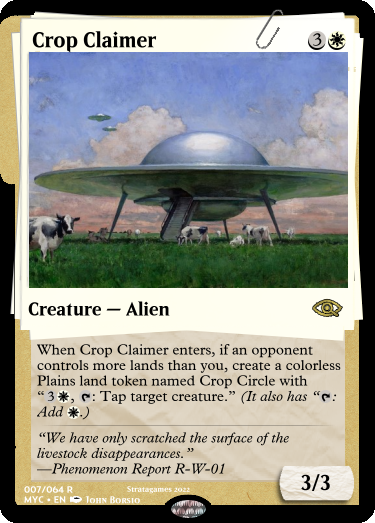 Crop Claimer 3
Creature — Alien
When Crop Claimer enters, if an opponent
controls more lands than you, create a colorless
Plains land token named Crop Circle with
“3, : Tap target creature.” (It also has “:
Add .)
“We have only scratched the surface of the
livestock disappearances.”
—Phenomenon Report R-W-01
3/3
007/064 R Stratagames 2022
MYC • EN John Borsio